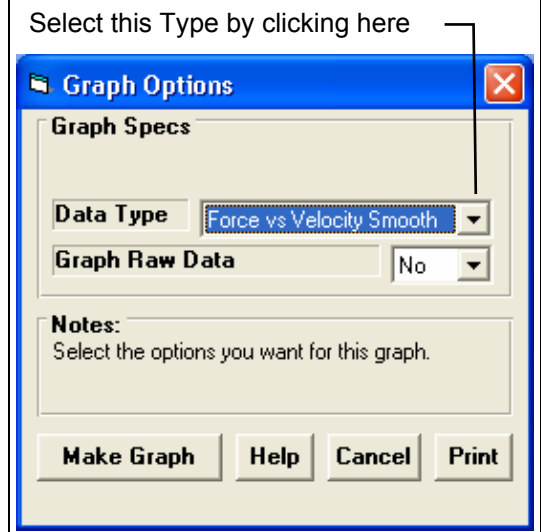 Select this Type by clicking here
Graph Options
Graph Specs
Data Type Force vs Velocity Smooth
Graph Raw Data No
Notes:
Select the options you want for this graph.
Make Graph Help Cancel Print